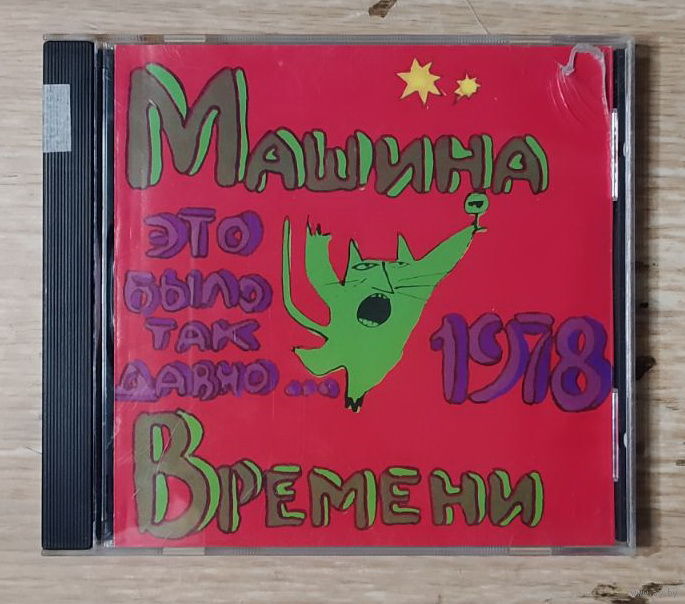 МАШИНА
ЭТО
БЫЛО
ТАК
ДАВНО...
1978
ВРЕМЕНИ